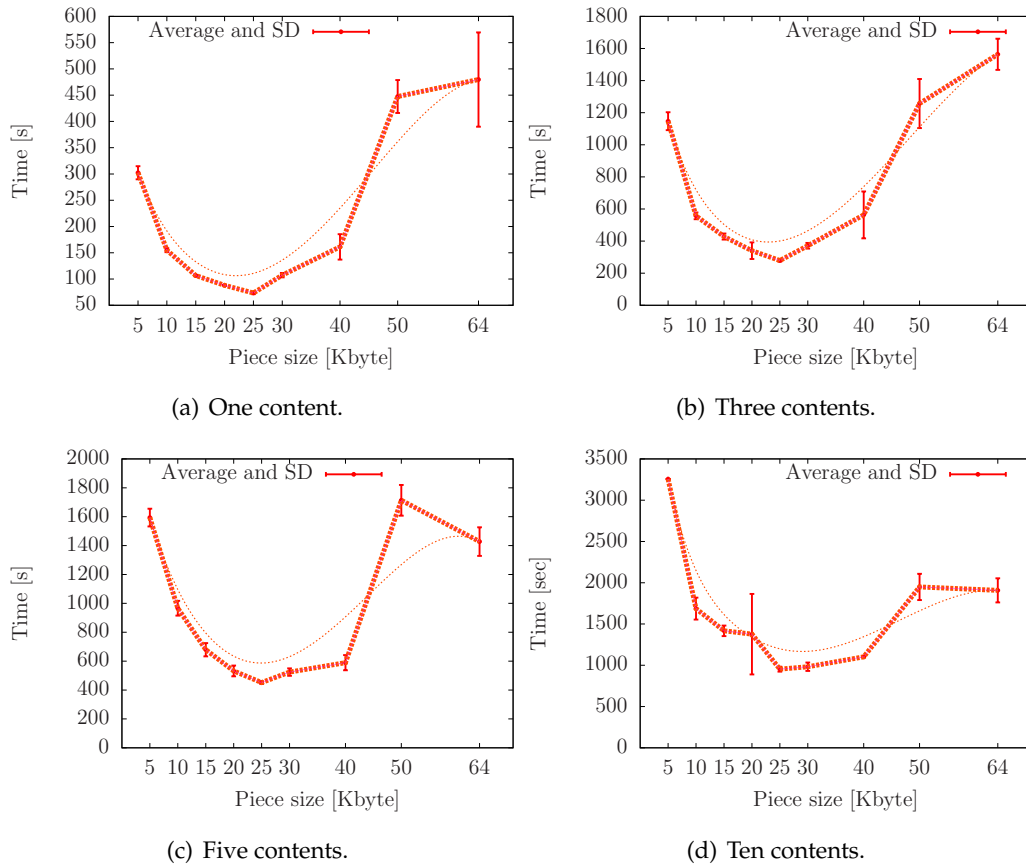 Average and SD
600
550
500
450
400
350
300
250
200
150
100
50
Time [s]
5 10 15 20 25 30 40 50 64
Piece size [Kbyte]
(a) One content.
Average and SD
1800
1600
1400
1200
1000
800
600
400
200
0
Time [s]
5 10 15 20 25 30 40 50 64
Piece size [Kbyte]
(b) Three contents.
Average and SD
2000
1800
1600
1400
1200
1000
800
600
400
200
0
Time [s]
5 10 15 20 25 30 40 50 64
Piece size [Kbyte]
(c) Five contents.
Average and SD
3500
3000
2500
2000
1500
1000
500
0
Time [sec]
5 10 15 20 25 30 40 50 64
Piece size [Kbyte]
(d) Ten contents.